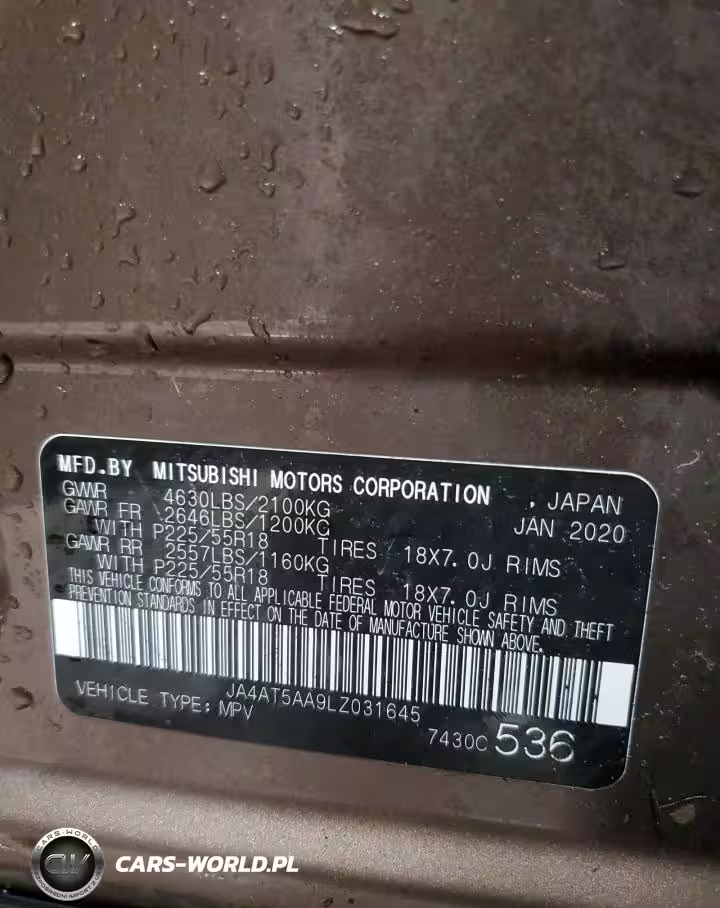 MFD.BY MITSUBISHI MOTORS CORPORATION , JAPAN
GVWR 4630LBS/2100KG JAN 2020
GAWR FR 2646LBS/1200KG
WITH P225/55R18 TIRES 18X7.0J RIMS
GAWR RR 2557LBS/1160KG
WITH P225/55R18 TIRES 18X7.0J RIMS
THIS VEHICLE CONFORMS TO ALL APPLICABLE FEDERAL MOTOR VEHICLE SAFETY AND THEFT
PREVENTION STANDARDS IN EFFECT ON THE DATE OF MANUFACTURE SHOWN ABOVE.
JA4AT5AA9LZ031645
VEHICLE TYPE: MPV 7430C 536
CARS-WORLD
CW
CARS-WORLD.PL